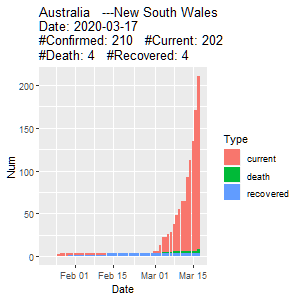 Australia   ---New South Wales
Date: 2020-03-17
#Confirmed: 210   #Current: 202
#Death: 4   #Recovered: 4
200
150
100
50
0
Num
Feb 01
Feb 15
Mar 01
Mar 15
Date
Type
current
death
recovered